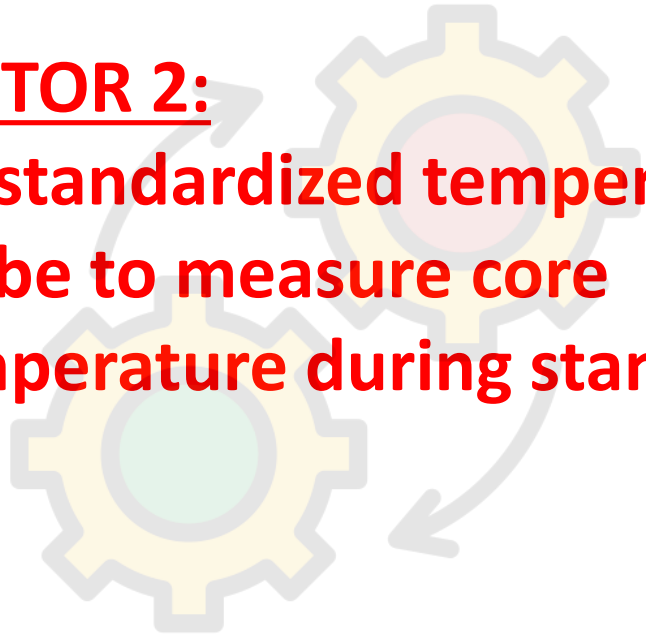 TOR 2:
standardized temper
be to measure core
perature during star